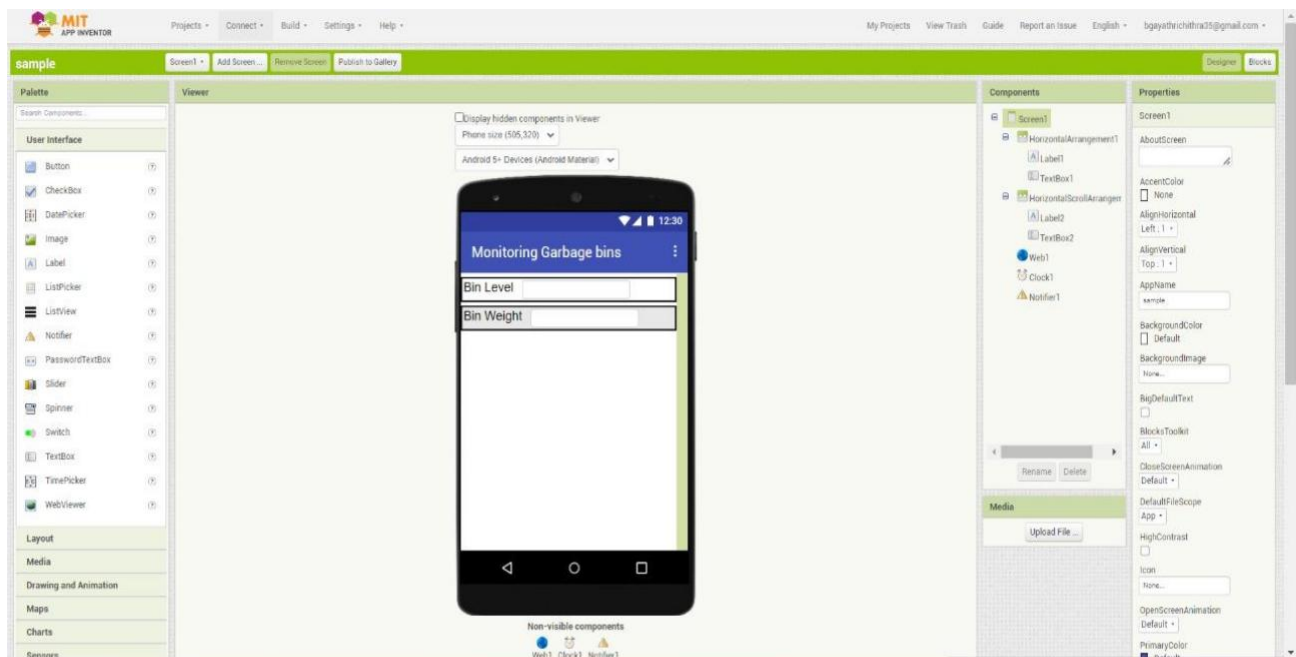 MIT
APP INVENTOR
Projects
Connect
Build
Settings
Help
My Projects
View Trash
Guide
Report an Issue
English
bgayathrichithra35@gmail.com
sample
Screen1
Add Screen ...
Remove Screen
Publish to Gallery
Designer
Blocks
Palette
Search Components...
User Interface
Button
CheckBox
DatePicker
Image
Label
ListPicker
ListView
Notifier
PasswordTextBox
Slider
Spinner
Switch
TextBox
TimePicker
WebViewer
Layout
Media
Drawing and Animation
Maps
Charts
Sensors
Viewer
Display hidden components in Viewer
Phone size (505,320)
Android 5+ Devices (Android Material)
12:30
Monitoring Garbage bins
Bin Level
Bin Weight
Non-visible components
Web1
Clock1
Notifier1
Components
Screen1
HorizontalArrangement1
Label1
TextBox1
HorizontalScrollArrangem
Label2
TextBox2
Web1
Clock1
Notifier1
Rename
Delete
Media
Upload File ...
Properties
Screen1
AboutScreen
AccentColor
None
AlignHorizontal
Left : 1
AlignVertical
Top : 1
AppName
sample
BackgroundColor
Default
BackgroundImage
None...
BigDefaultText
BlocksToolkit
All
CloseScreenAnimation
Default
DefaultFileScope
App
HighContrast
Icon
None...
OpenScreenAnimation
Default
PrimaryColor
Default